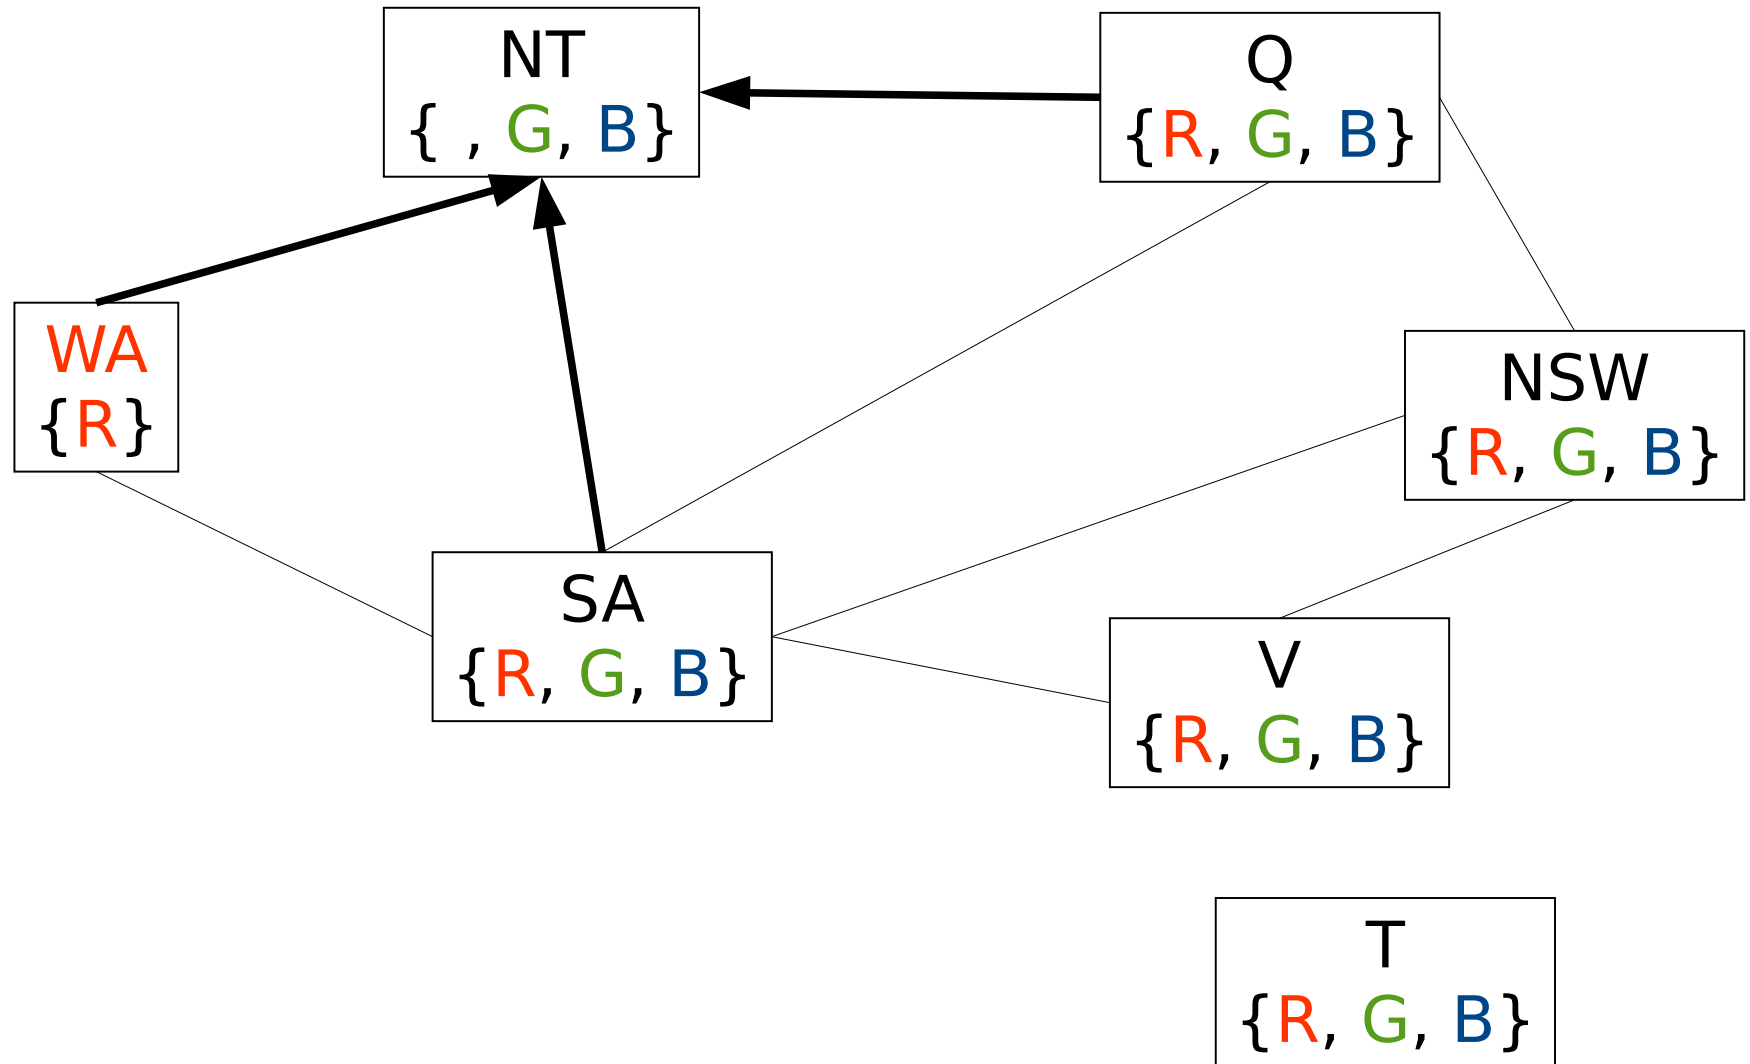 NT
{ , G, B}
Q
{R, G, B}
WA
{R}
NSW
{R, G, B}
SA
{R, G, B}
V
{R, G, B}
T
{R, G, B}